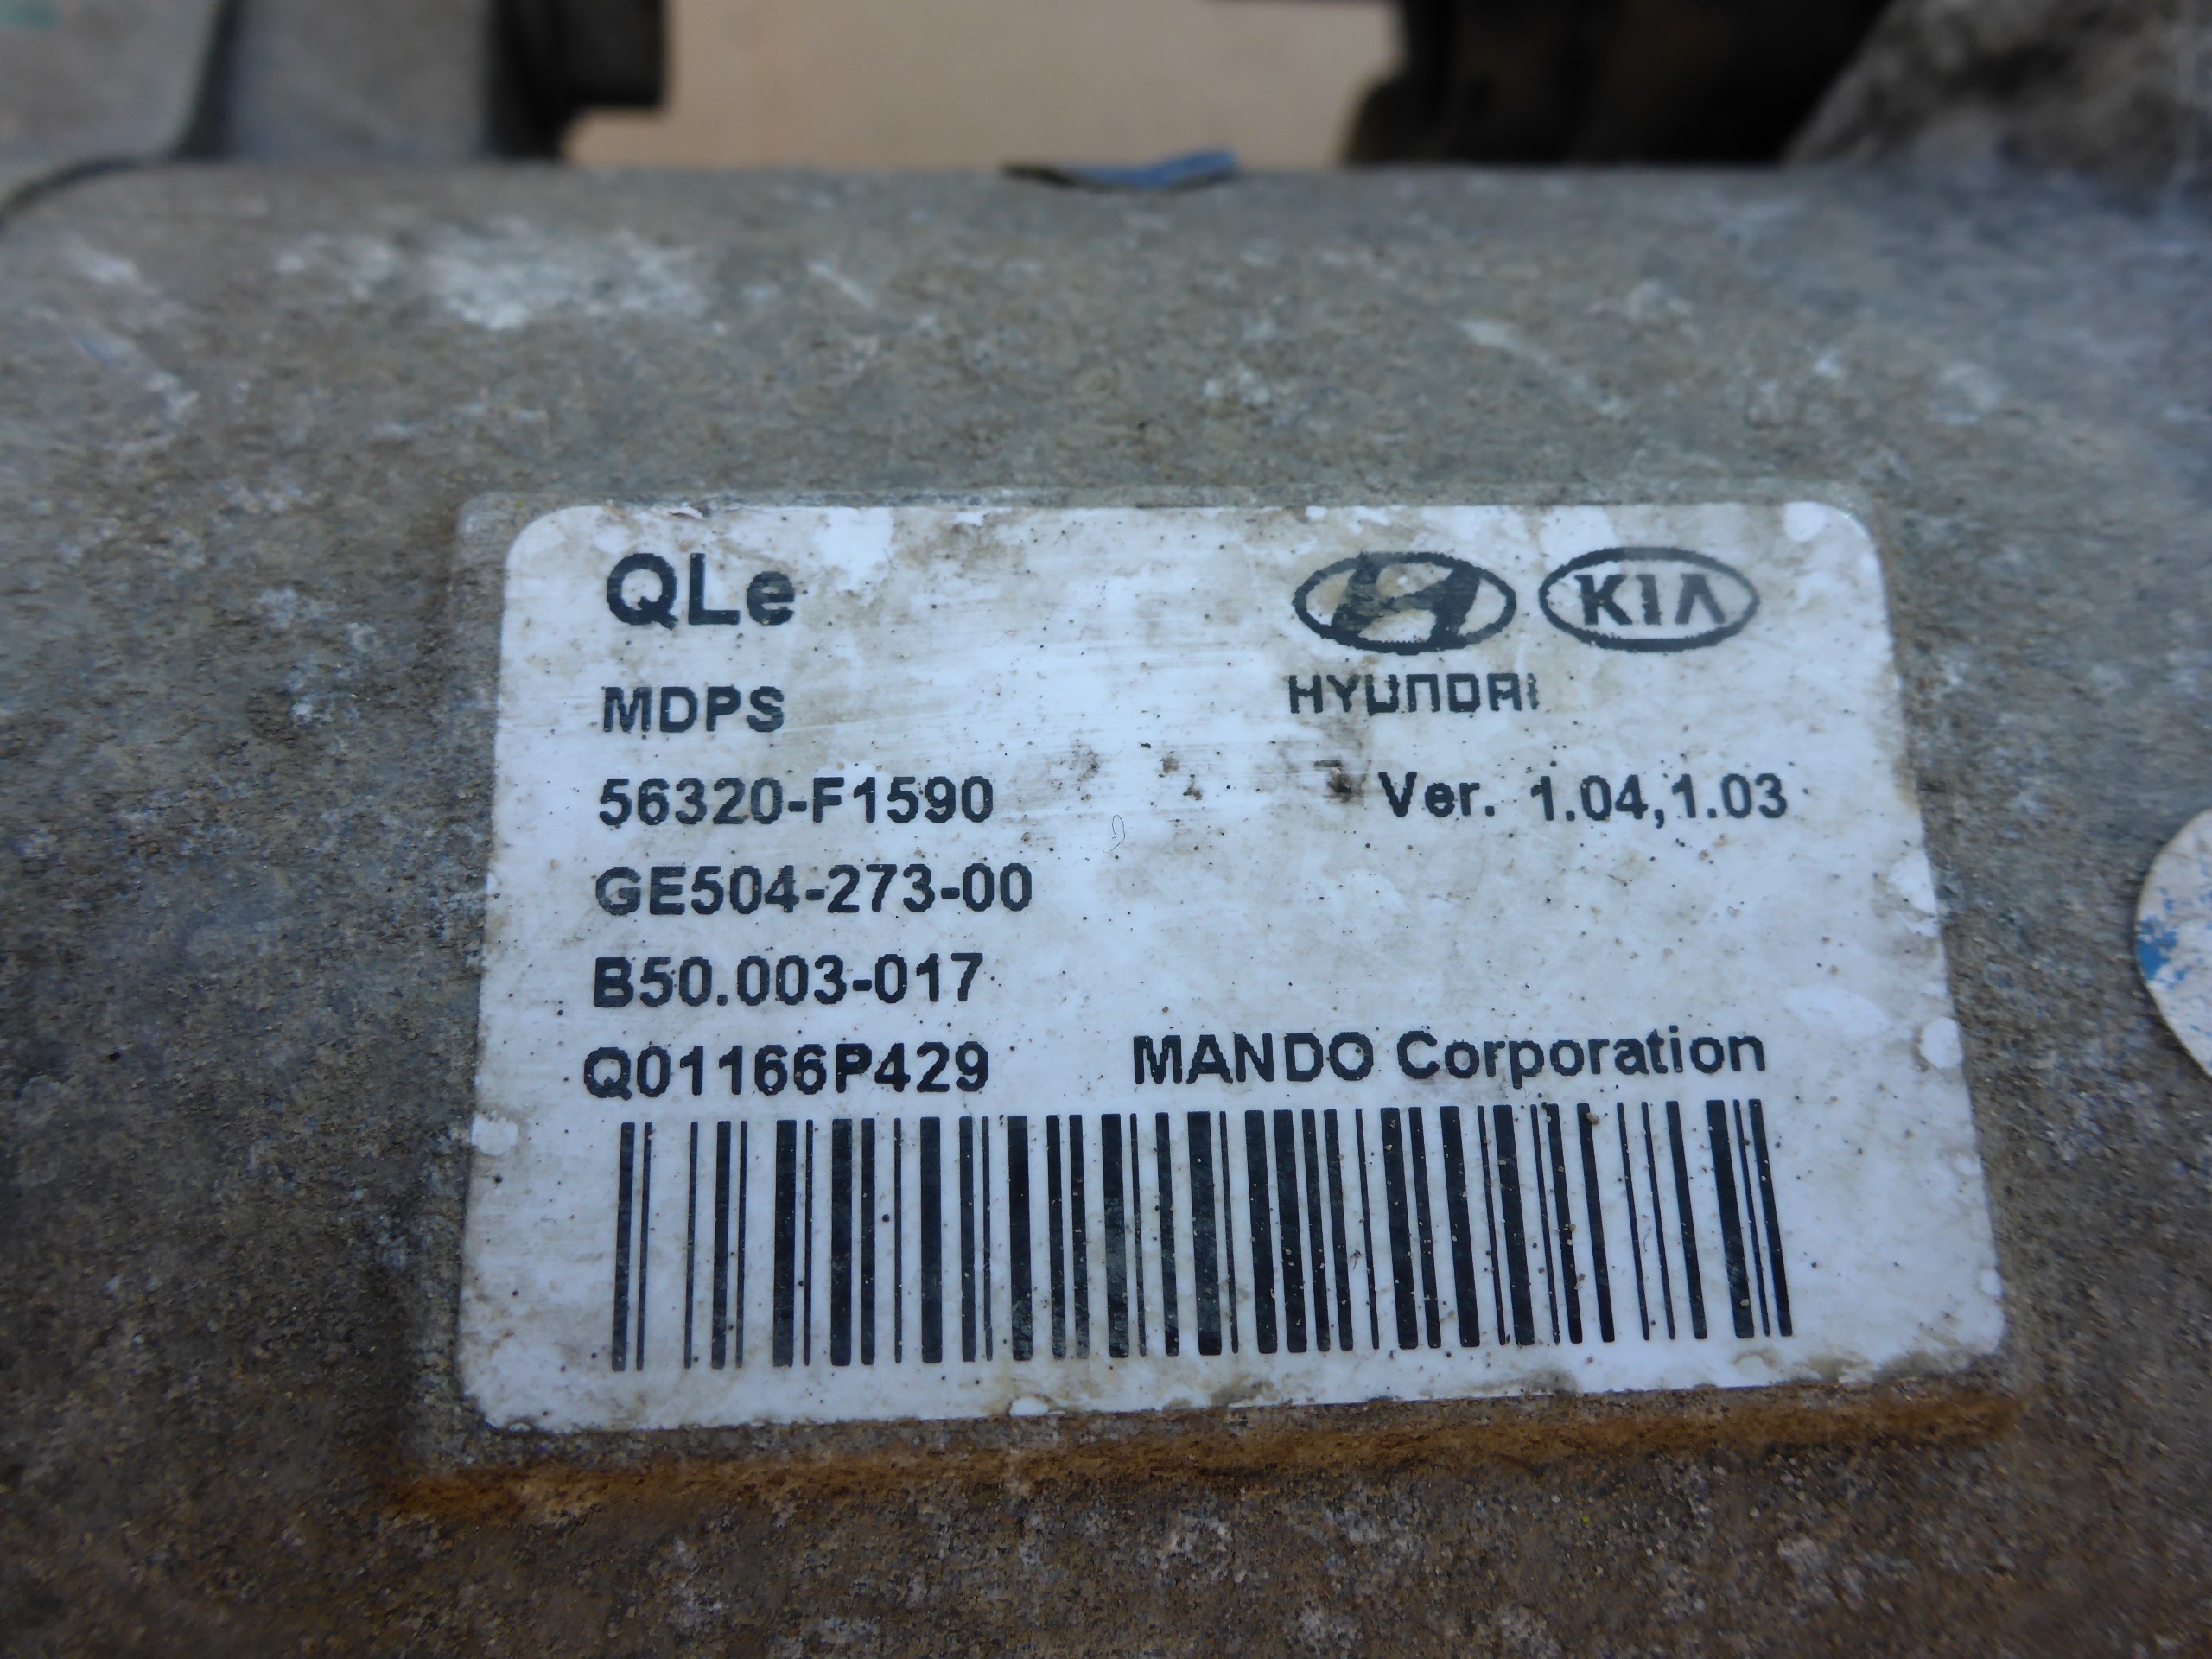 QLe
KIA
MDPS
HYUNDAI
56320-F1590 Ver. 1.04,1.03
GE504-273-00
B50.003-017
Q01166P429 MANDO Corporation